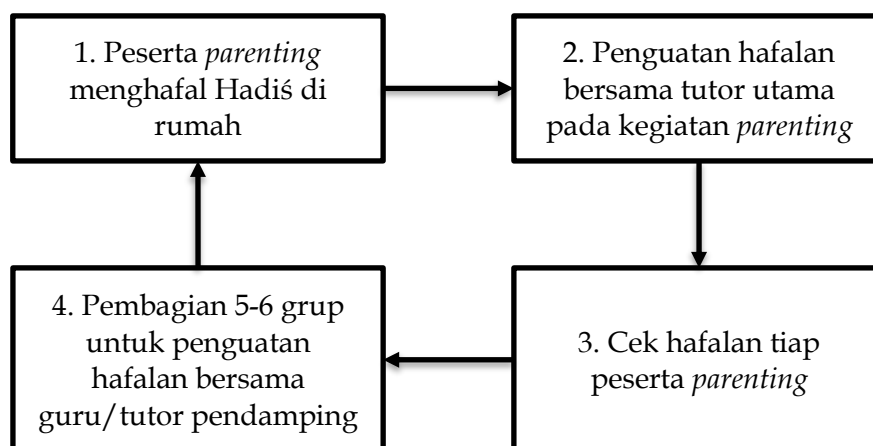 1. Peserta parenting
menghafal Hadiś di
rumah
2. Penguatan hafalan
bersama tutor utama
pada kegiatan parenting
3. Cek hafalan tiap
peserta parenting
4. Pembagian 5-6 grup
untuk penguatan
hafalan bersama
guru/tutor pendamping